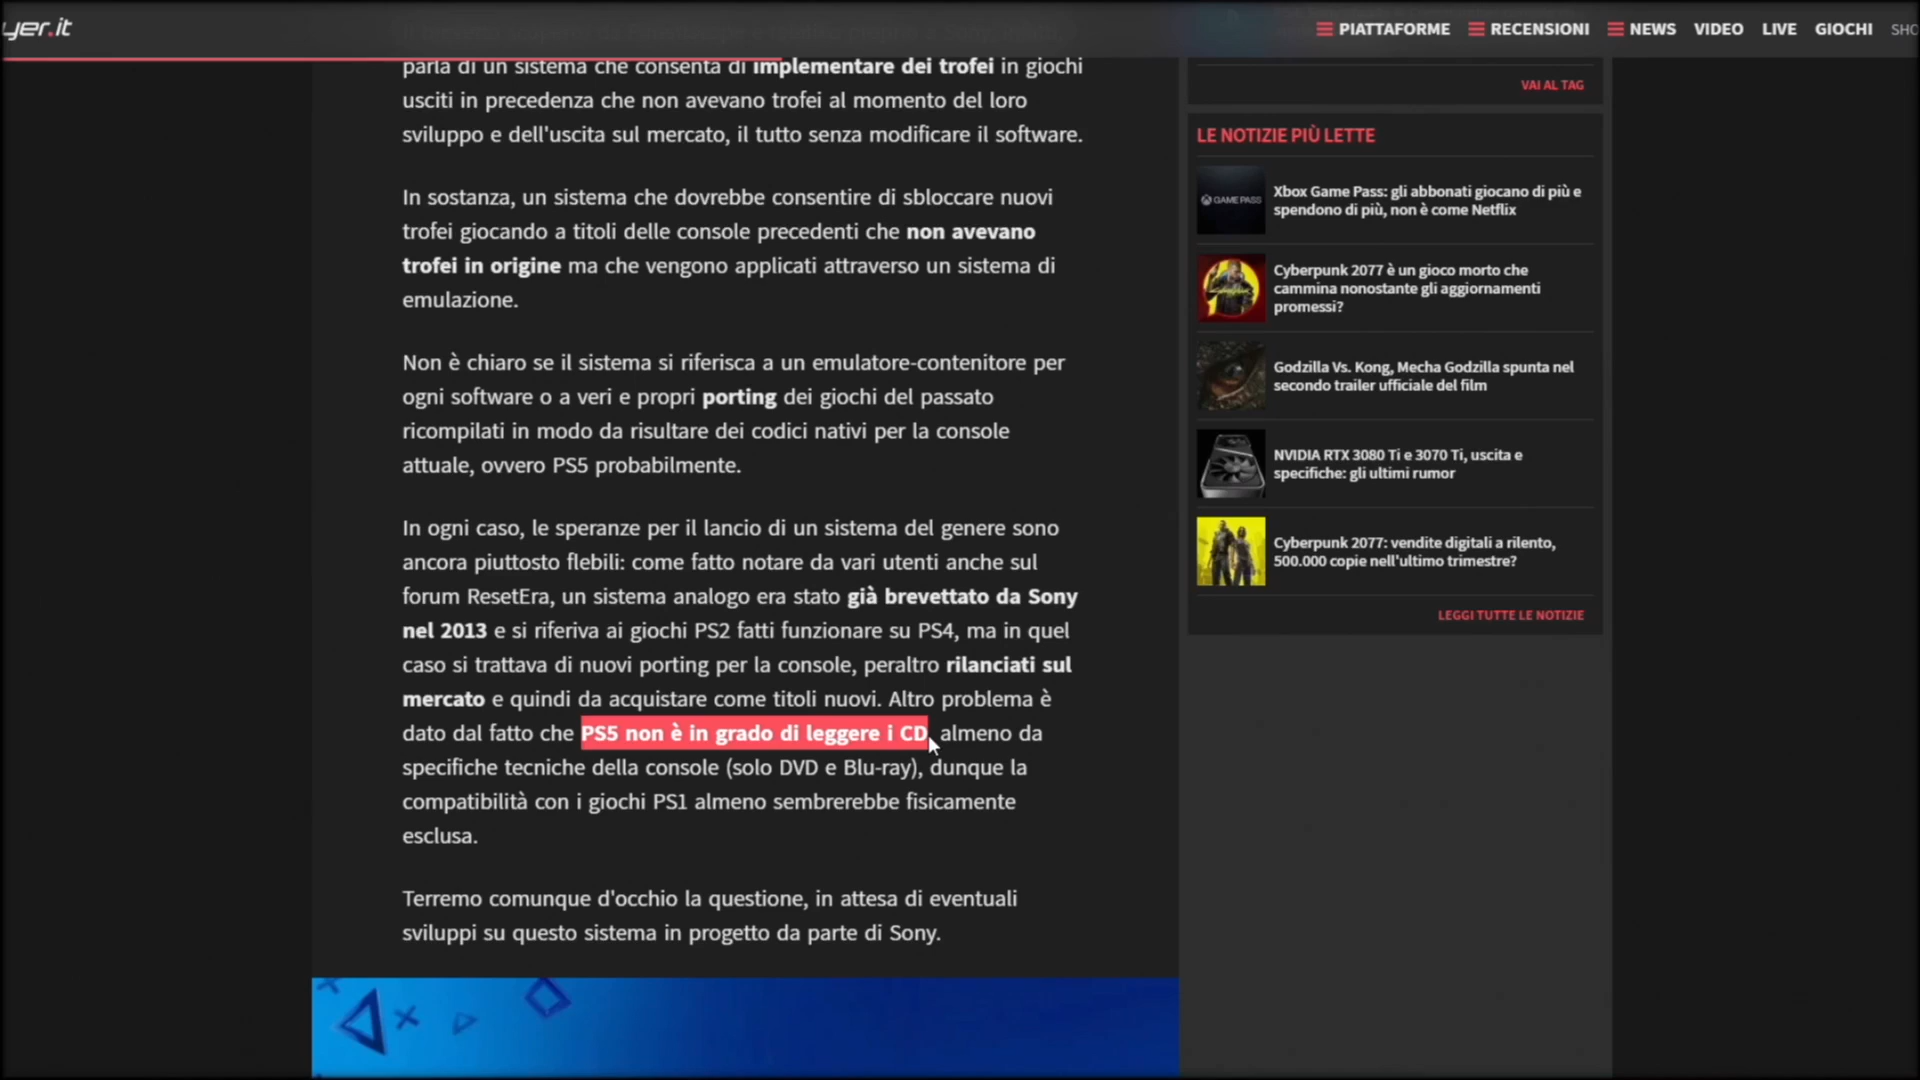 yer.it
PIATTAFORME
RECENSIONI
NEWS
VIDEO
LIVE
GIOCHI
SHO
parla di un sistema che consenta di implementare dei trofei in giochi
usciti in precedenza che non avevano trofei al momento del loro
sviluppo e dell'uscita sul mercato, il tutto senza modificare il software.
In sostanza, un sistema che dovrebbe consentire di sbloccare nuovi
trofei giocando a titoli delle console precedenti che non avevano
trofei in origine ma che vengono applicati attraverso un sistema di
emulazione.
Non è chiaro se il sistema si riferisca a un emulatore-contenitore per
ogni software o a veri e propri porting dei giochi del passato
ricompilati in modo da risultare dei codici nativi per la console
attuale, ovvero PS5 probabilmente.
In ogni caso, le speranze per il lancio di un sistema del genere sono
ancora piuttosto flebili: come fatto notare da vari utenti anche sul
forum ResetEra, un sistema analogo era stato già brevettato da Sony
nel 2013 e si riferiva ai giochi PS2 fatti funzionare su PS4, ma in quel
caso si trattava di nuovi porting per la console, peraltro rilanciati sul
mercato e quindi da acquistare come titoli nuovi. Altro problema è
dato dal fatto che PS5 non è in grado di leggere i CD, almeno da
specifiche tecniche della console (solo DVD e Blu-ray), dunque la
compatibilità con i giochi PS1 almeno sembrerebbe fisicamente
esclusa.
Terremo comunque d'occhio la questione, in attesa di eventuali
sviluppi su questo sistema in progetto da parte di Sony.
VAI AL TAG
LE NOTIZIE PIÙ LETTE
GAME PASS
Xbox Game Pass: gli abbonati giocano di più e
spendono di più, non è come Netflix
Cyberpunk 2077 è un gioco morto che
cammina nonostante gli aggiornamenti
promessi?
Godzilla Vs. Kong, Mecha Godzilla spunta nel
secondo trailer ufficiale del film
NVIDIA RTX 3080 Ti e 3070 Ti, uscita e
specifiche: gli ultimi rumor
Cyberpunk 2077: vendite digitali a rilento,
500.000 copie nell'ultimo trimestre?
LEGGI TUTTE LE NOTIZIE